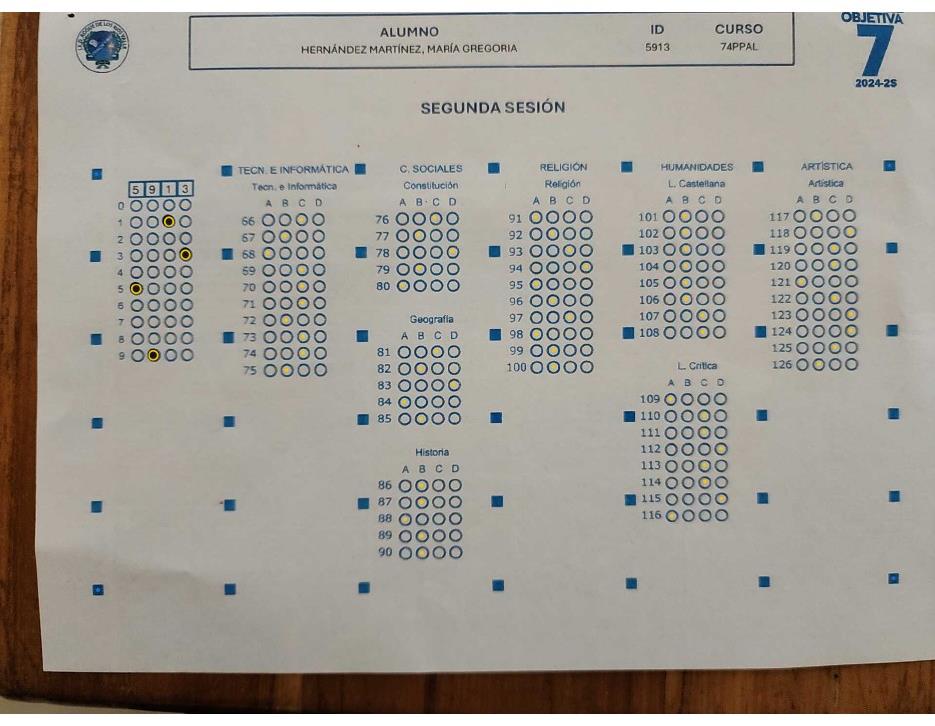 I.E.D. ROQUE DE LOS RIOS VALLE
ALUMNO ID CURSO
HERNÁNDEZ MARTÍNEZ, MARÍA GREGORIA 5913 74PPAL
OBJETIVA
7
2024-2S
SEGUNDA SESIÓN
5 9 1 3
0
1
2
3
4
5
6
7
8
9
TECN. E INFORMÁTICA
Tecn. e Informática
A B C D
66
67
68
69
70
71
72
73
74
75
C. SOCIALES
Constitución
A B C D
76
77
78
79
80
Geografía
A B C D
81
82
83
84
85
Historia
A B C D
86
87
88
89
90
RELIGIÓN
Religión
A B C D
91
92
93
94
95
96
97
98
99
100
HUMANIDADES
L. Castellana
A B C D
101
102
103
104
105
106
107
108
L. Crítica
A B C D
109
110
111
112
113
114
115
116
ARTÍSTICA
Artística
A B C D
117
118
119
120
121
122
123
124
125
126